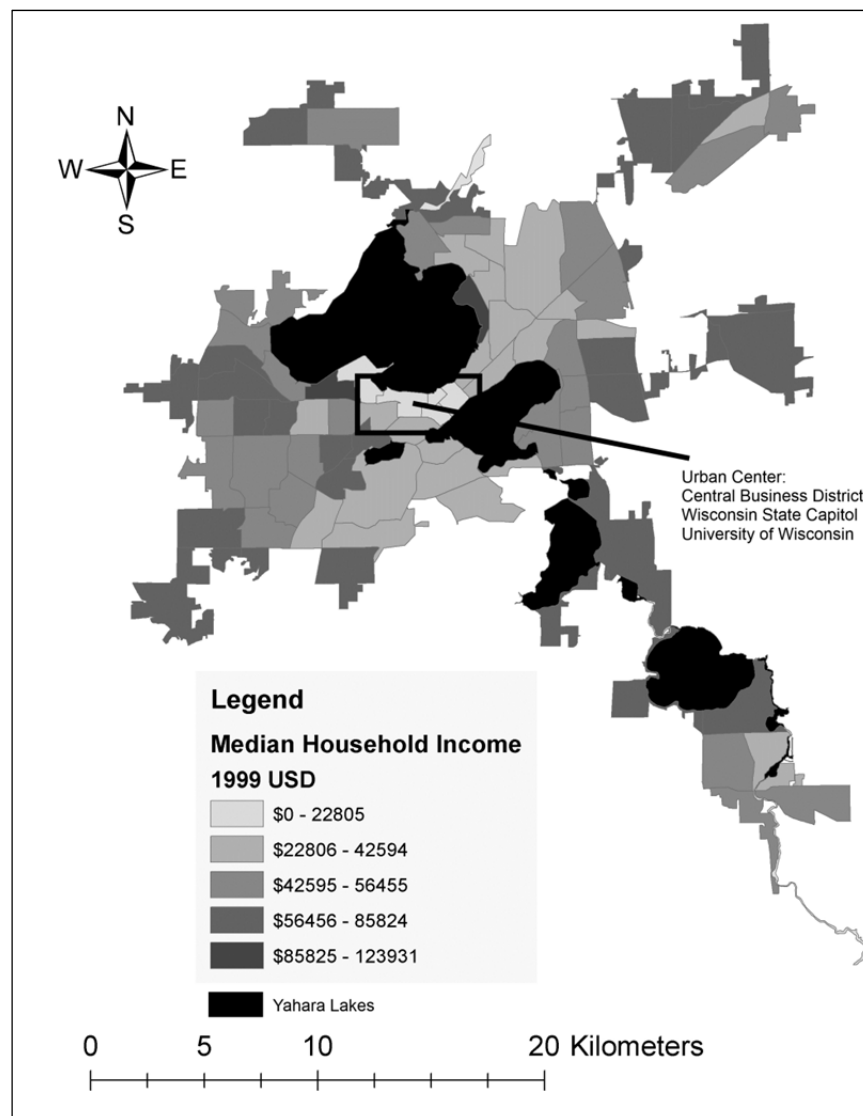 N
W E
S
Urban Center:
Central Business District
Wisconsin State Capitol
University of Wisconsin
Legend
Median Household Income
1999 USD
$0 - 22805
$22806 - 42594
$42595 - 56455
$56456 - 85824
$85825 - 123931
Yahara Lakes
0 5 10 20 Kilometers